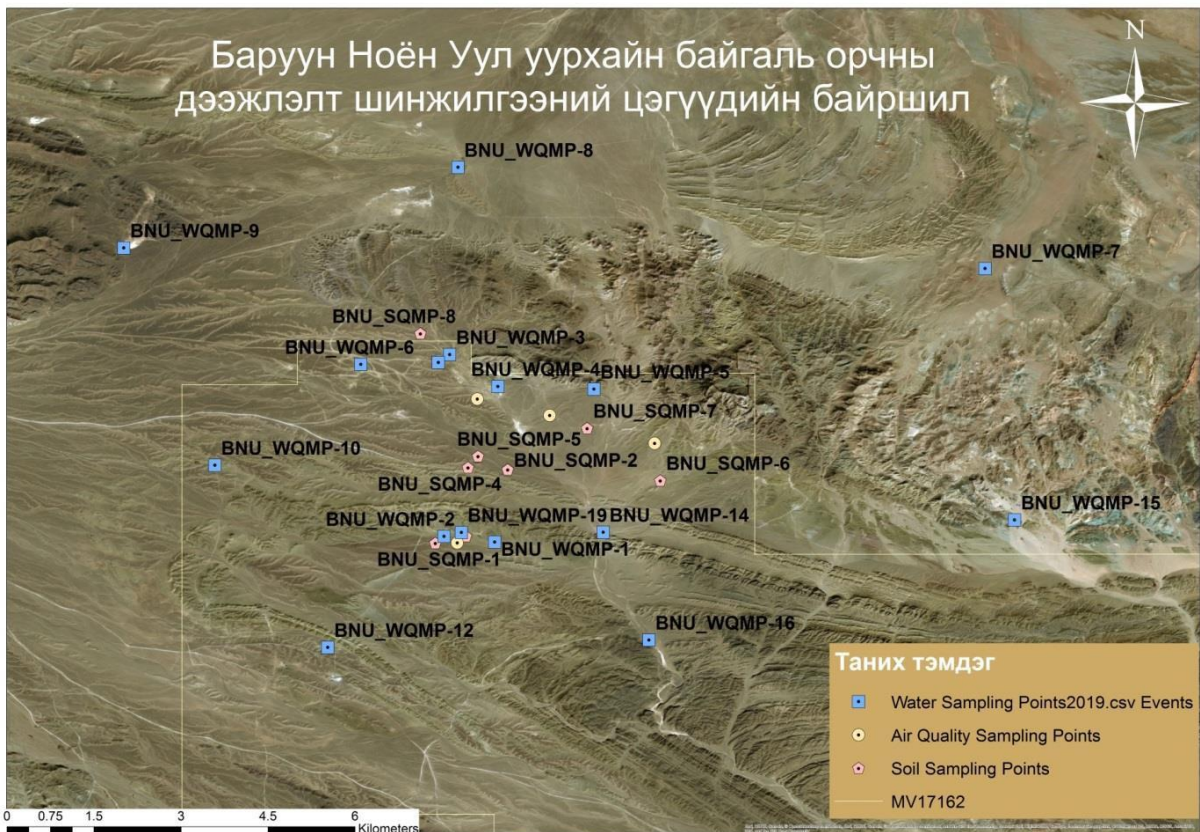 Баруун Ноён Уул уурхайн байгаль орчны
дээжлэлт шинжилгээний цэгүүдийн байршил
N
BNU_WQMP-8
BNU_WQMP-9
BNU_WQMP-7
BNU_SQMP-8
BNU_WQMP-3
BNU_WQMP-6
BNU_WQMP-4
BNU_WQMP-5
BNU_SQMP-7
BNU_SQMP-5
BNU_WQMP-10
BNU_SQMP-2
BNU_SQMP-6
BNU_SQMP-4
BNU_WQMP-15
BNU_WQMP-2
BNU_WQMP-19
BNU_WQMP-14
BNU_WQMP-1
BNU_SQMP-1
BNU_WQMP-12
BNU_WQMP-16
Таних тэмдэг
Water Sampling Points2019.csv Events
Air Quality Sampling Points
Soil Sampling Points
MV17162
0 0.75 1.5 3 4.5 6
Kilometers